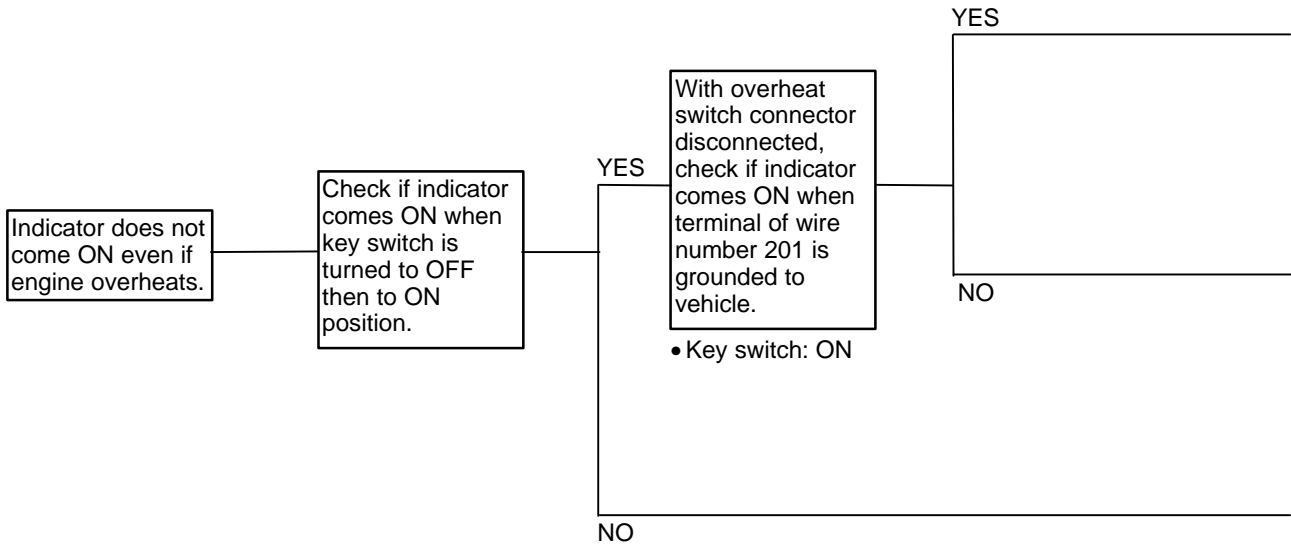 Indicator does not
come ON even if
engine overheats.
Check if indicator
comes ON when
key switch is
turned to OFF
then to ON
position.
YES
With overheat
switch connector
disconnected,
check if indicator
comes ON when
terminal of wire
number 201 is
grounded to
vehicle.
• Key switch: ON
YES
NO
NO